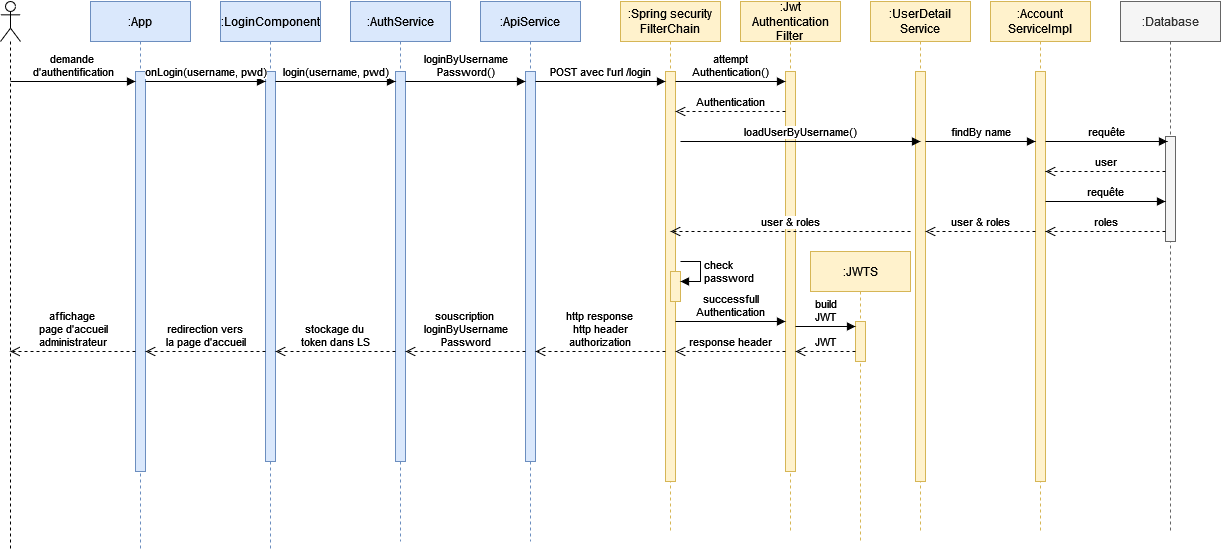 :App
:LoginComponent
:AuthService
:ApiService
:Spring security
FilterChain
:Jwt
Authentication
Filter
:UserDetail
Service
:Account
ServiceImpl
:Database
demande
d'authentification
onLogin(username, pwd)
login(username, pwd)
loginByUsername
Password()
POST avec l'url /login
attempt
Authentication()
Authentication
loadUserByUsername()
findBy name
requête
user
requête
user & roles
user & roles
roles
check
password
:JWTS
successfull
Authentication
build
JWT
affichage
page d'accueil
administrateur
redirection vers
la page d'accueil
stockage du
token dans LS
souscription
loginByUsername
Password
http response
http header
authorization
response header
JWT